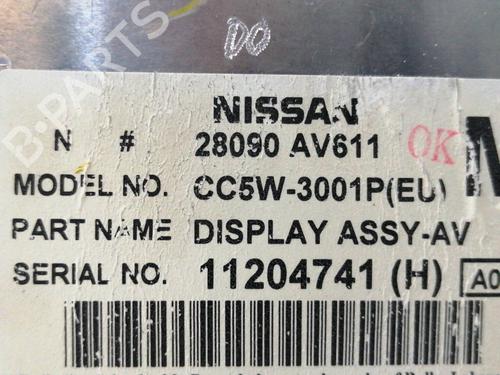 DO
B-PARTS
NISSAN
N # 28090 AV611 OK
MODEL NO. CC5W-3001P(EU)
PART NAME DISPLAY ASSY-AV
SERIAL NO. 11204741 (H) A0